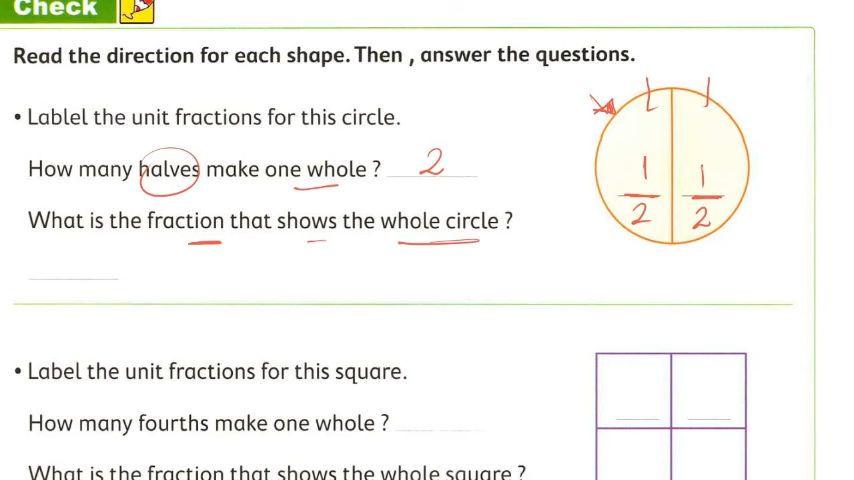 Check
Read the direction for each shape. Then , answer the questions.
• Lablel the unit fractions for this circle.
How many halves make one whole ? 2
What is the fraction that shows the whole circle ?
1 1
2 2
• Label the unit fractions for this square.
How many fourths make one whole ?
What is the fraction that shows the whole square ?